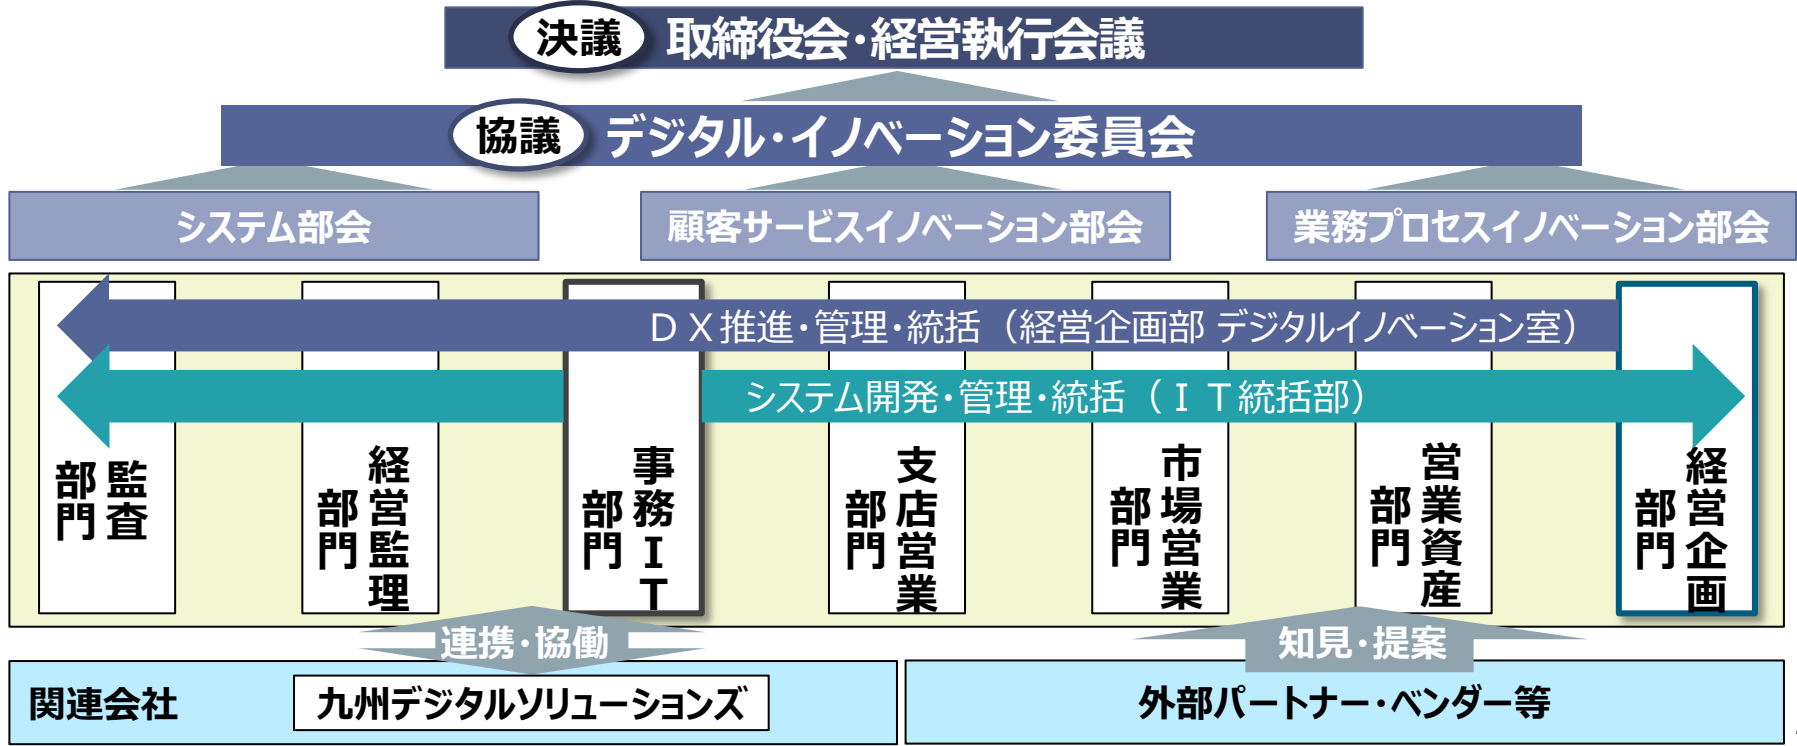 決議 取締役会・経営執行会議
協議 デジタル・イノベーション委員会
システム部会
顧客サービスイノベーション部会
業務プロセスイノベーション部会
ＤＸ推進・管理・統括（経営企画部 デジタルイノベーション室）
システム開発・管理・統括（ＩＴ統括部）
監査
部門
経営監理
部門
事務ＩＴ
部門
支店営業
部門
市場営業
部門
営業資産
部門
経営企画
部門
連携・協働
知見・提案
関連会社
九州デジタルソリューションズ
外部パートナー・ベンダー等